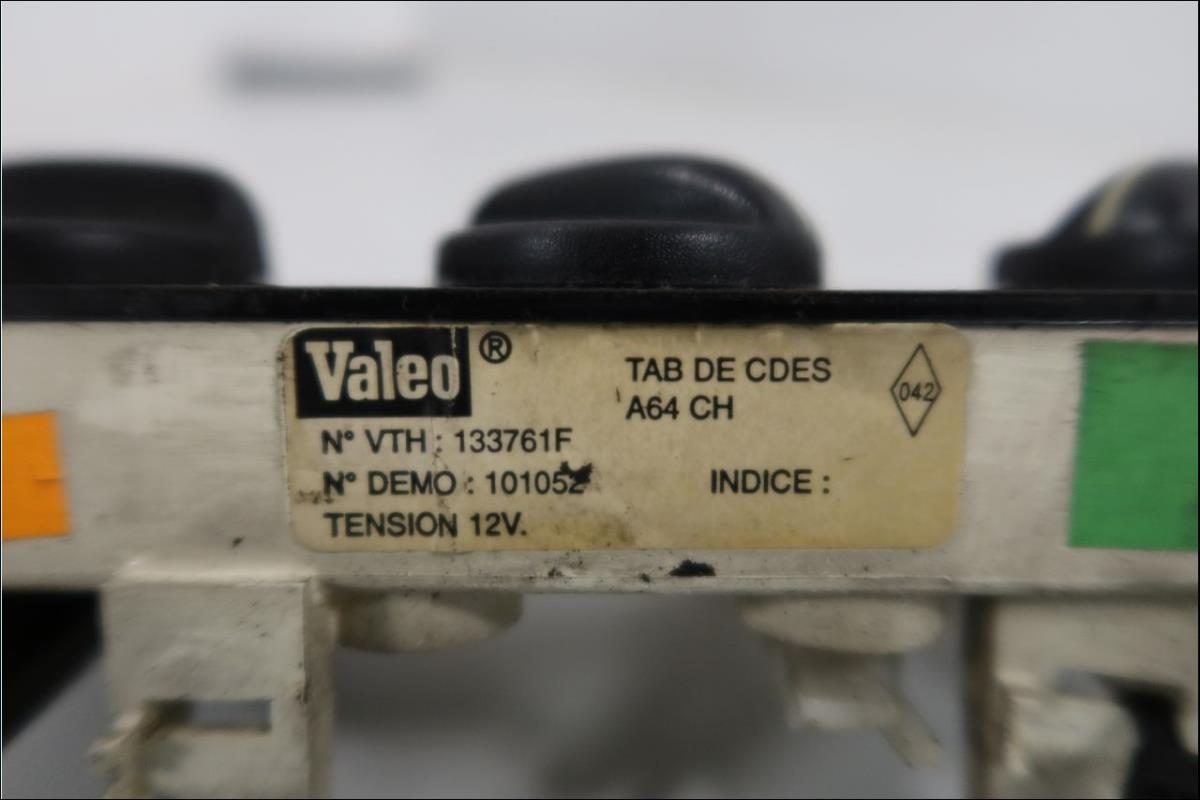 Valeo ®
TAB DE CDES
A64 CH
042
N° VTH : 133761F
N° DEMO : 101052
INDICE :
TENSION 12V.